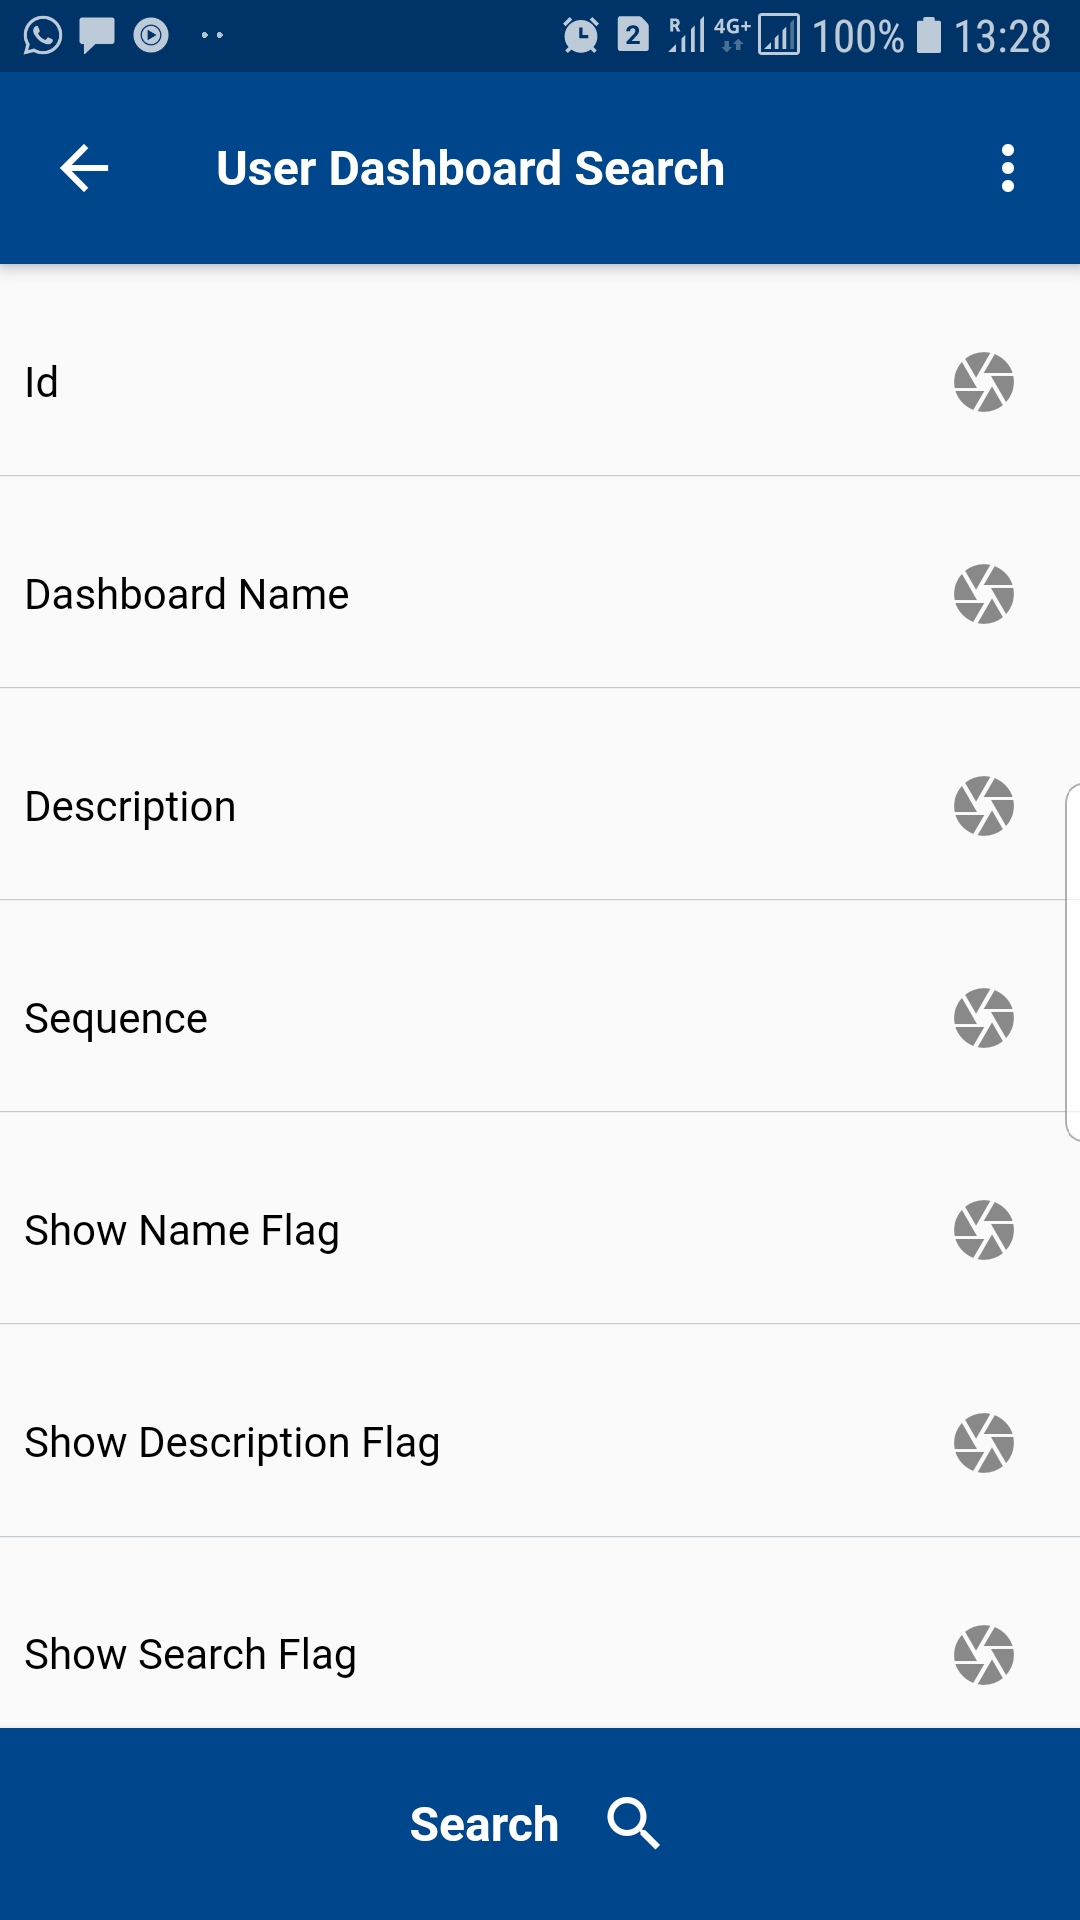 2 R 4G+ 100% 13:28
User Dashboard Search
Id
Dashboard Name
Description
Sequence
Show Name Flag
Show Description Flag
Show Search Flag
Search